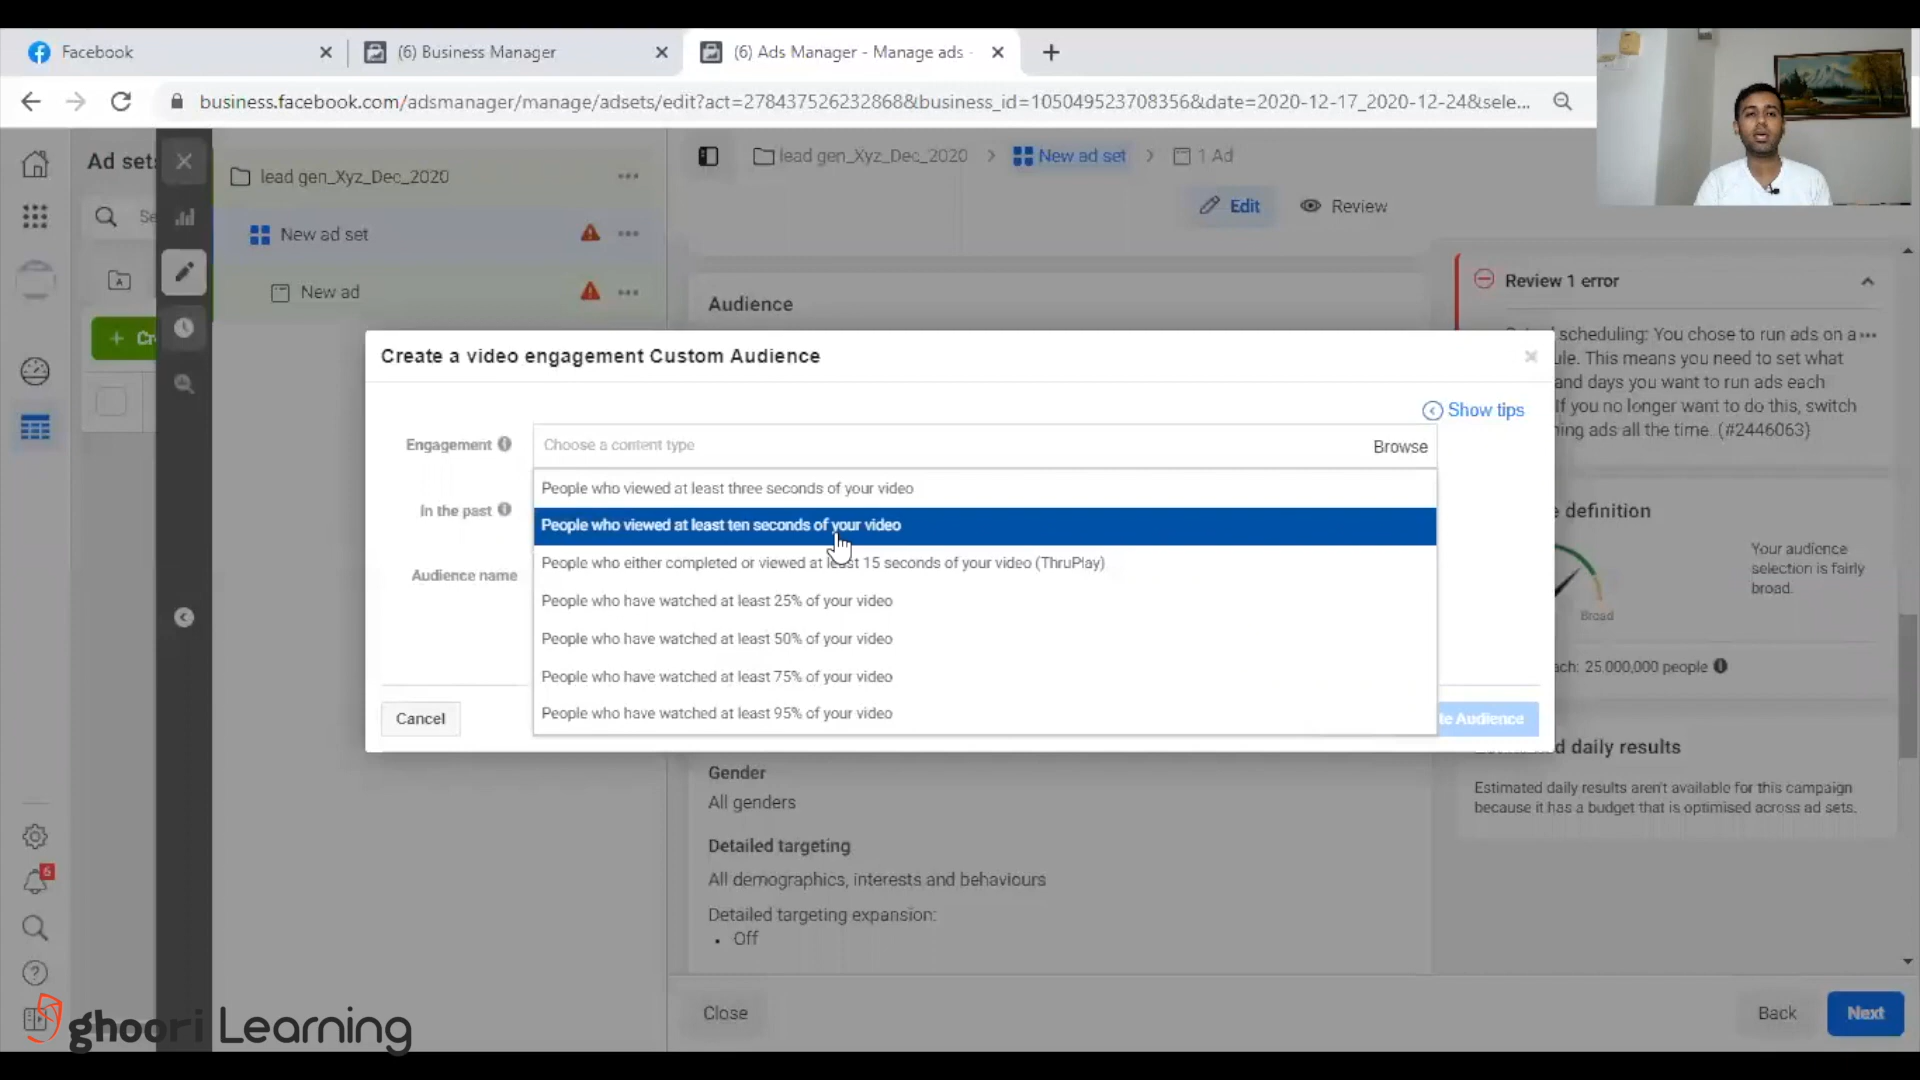 Facebook
(6) Business Manager
(6) Ads Manager - Manage ads -
business.facebook.com/adsmanager/manage/adsets/edit?act=278437526232868&business_id=105049523708356&date=2020-12-17_2020-12-24&sele...
Ad sets
lead gen_Xyz_Dec_2020
New ad set
New ad
+ Cr
Se
lead gen_Xyz_Dec_2020 > New ad set > 1 Ad
Edit
Review
Audience
Review 1 error
scheduling: You chose to run ads on a
ule. This means you need to set what
and days you want to run ads each
If you no longer want to do this, switch
ning ads all the time. (#2446063)
Create a video engagement Custom Audience
Show tips
Engagement
Choose a content type
Browse
People who viewed at least three seconds of your video
In the past
People who viewed at least ten seconds of your video
People who either completed or viewed at least 15 seconds of your video (ThruPlay)
Audience name
People who have watched at least 25% of your video
People who have watched at least 50% of your video
People who have watched at least 75% of your video
People who have watched at least 95% of your video
Cancel
te Audience
e definition
Your audience
selection is fairly
broad.
Broad
ach: 25,000,000 people
d daily results
Estimated daily results aren't available for this campaign
because it has a budget that is optimised across ad sets.
Gender
All genders
Detailed targeting
All demographics, interests and behaviours
Detailed targeting expansion:
• Off
6
Close
Back
Next
ghoori Learning